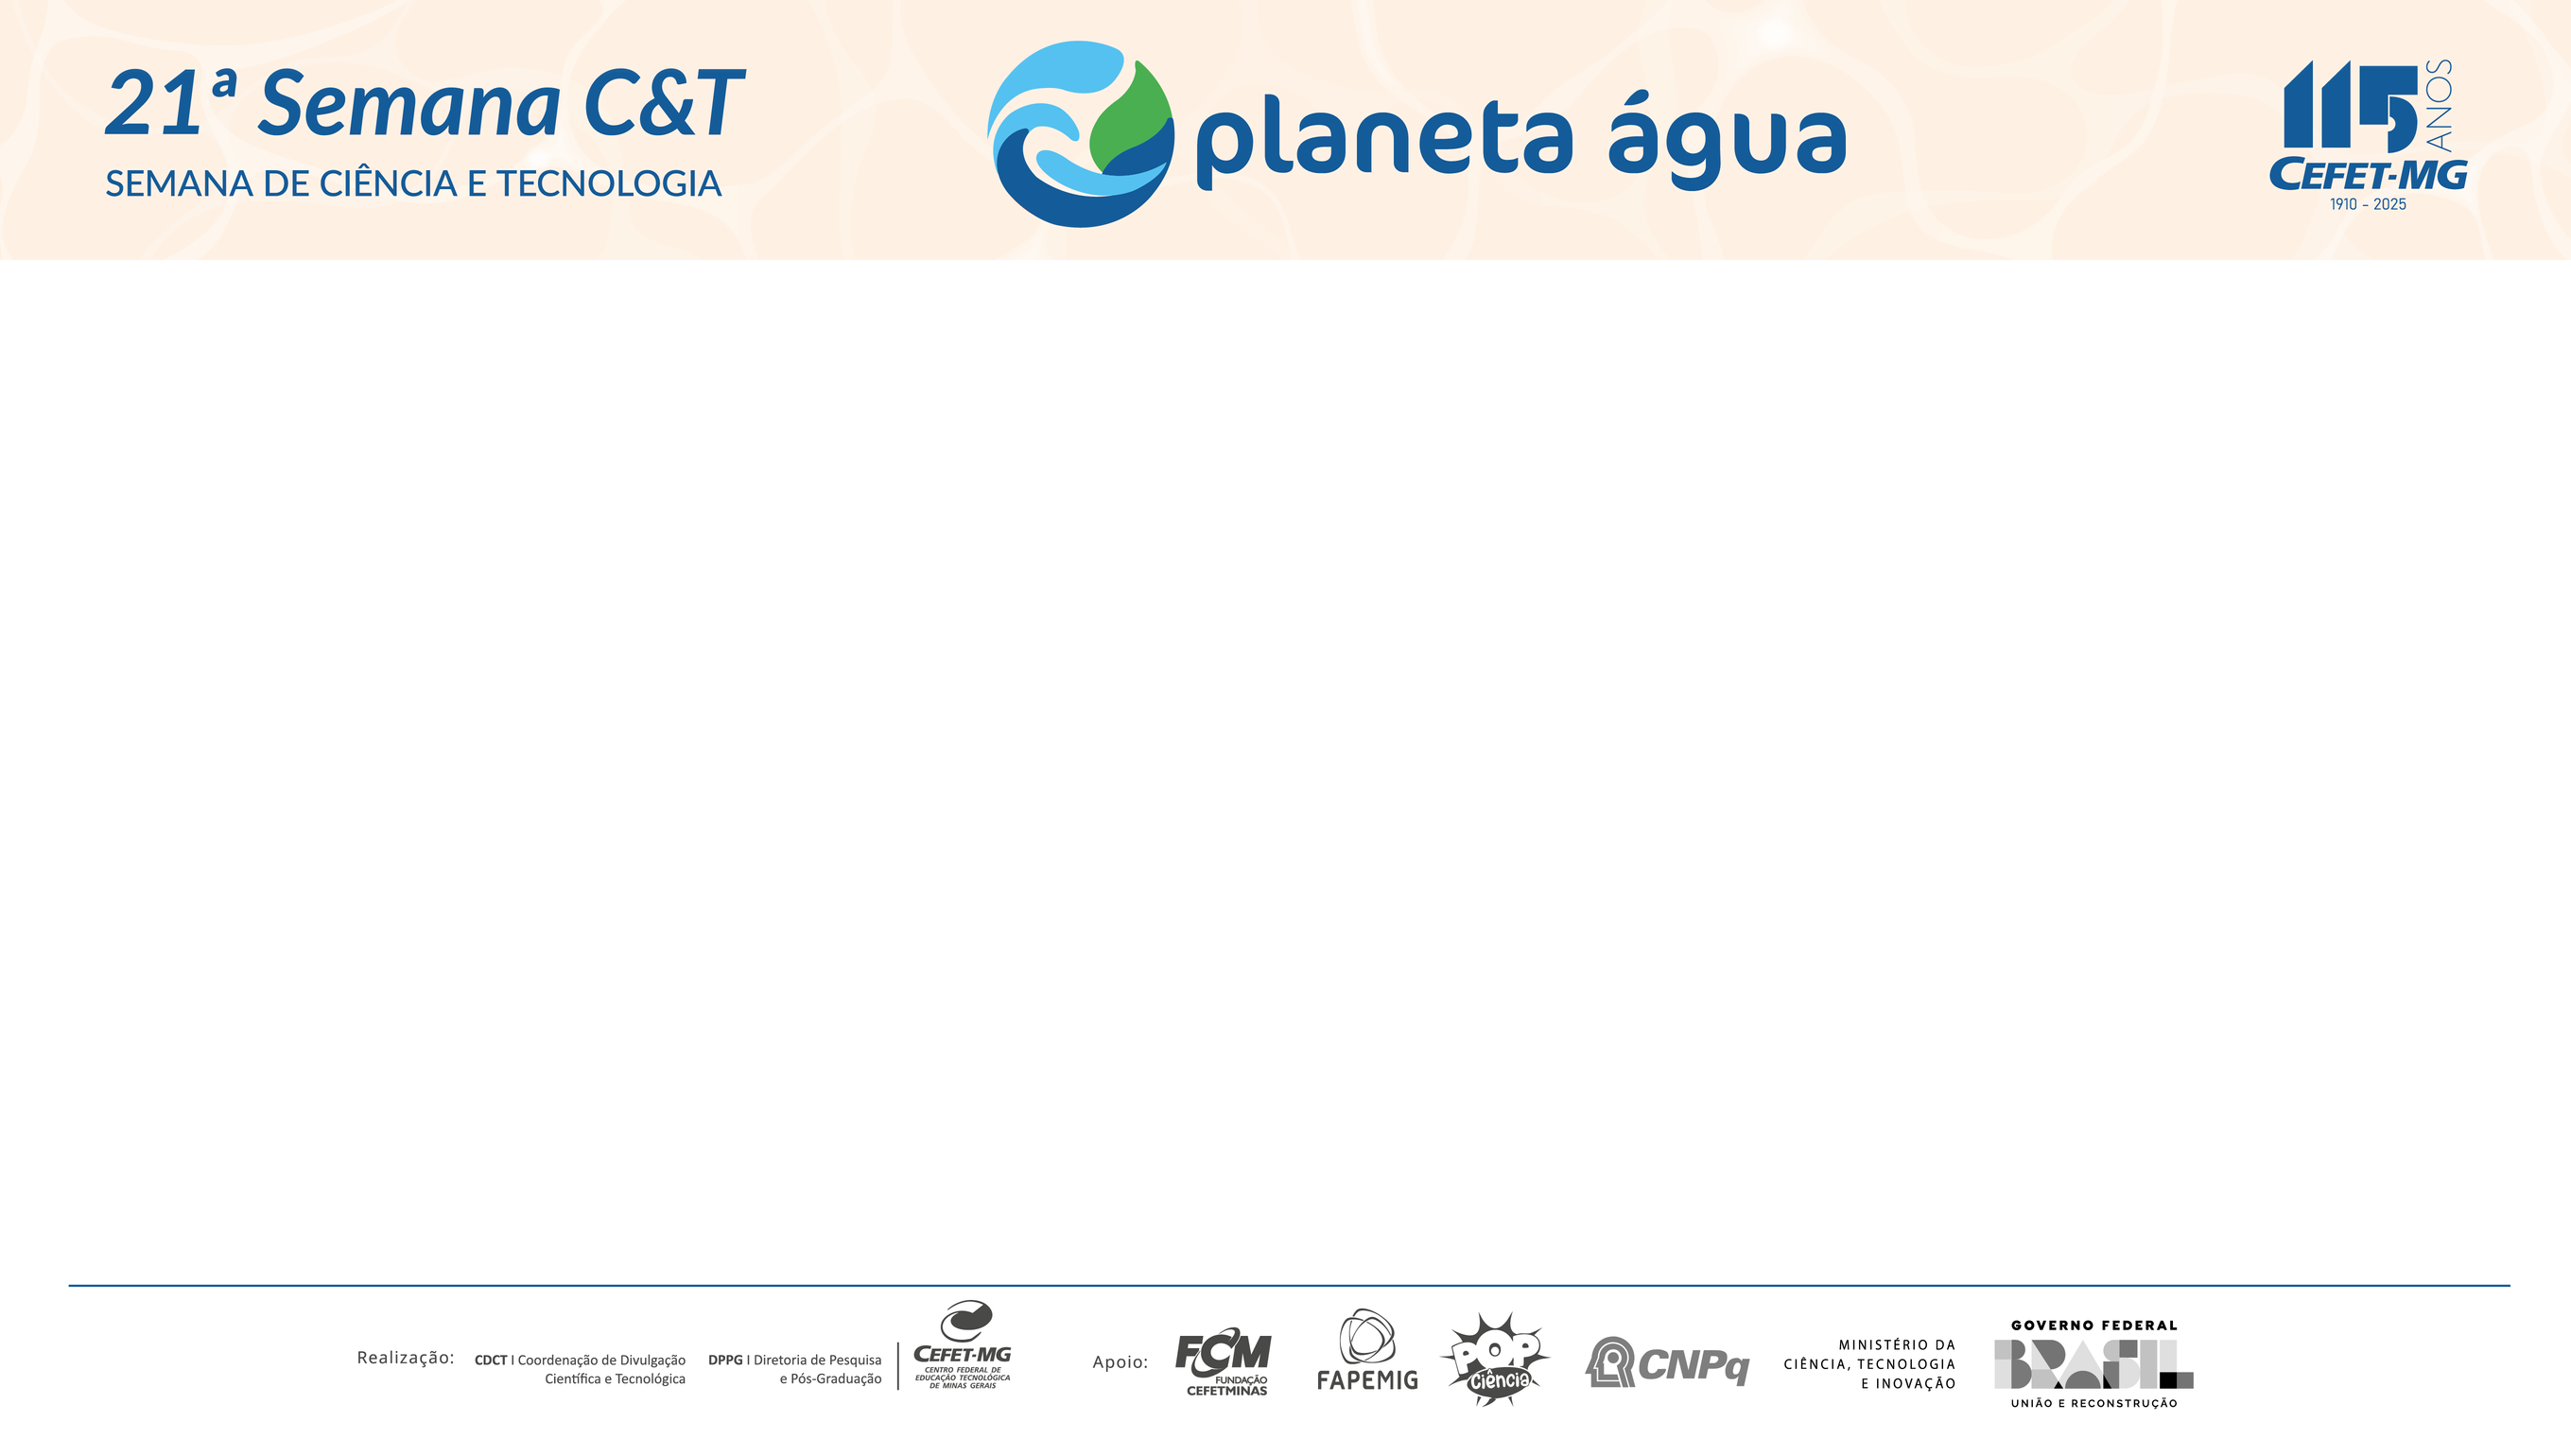 21ª Semana C&T
SEMANA DE CIÊNCIA E TECNOLOGIA
planeta água
115 ANOS
CEFET-MG
1910 - 2025
Realização:
CDCT I Coordenação de Divulgação
Científica e Tecnológica
DPPG I Diretoria de Pesquisa
e Pós-Graduação
CEFET-MG
CENTRO FEDERAL DE
EDUCAÇÃO TECNOLÓGICA
DE MINAS GERAIS
Apoio:
FCM
FUNDAÇÃO
CEFETMINAS
FAPEMIG
POP
Ciência
CNPq
MINISTÉRIO DA
CIÊNCIA, TECNOLOGIA
E INOVAÇÃO
GOVERNO FEDERAL
BRASIL
UNIÃO E RECONSTRUÇÃO